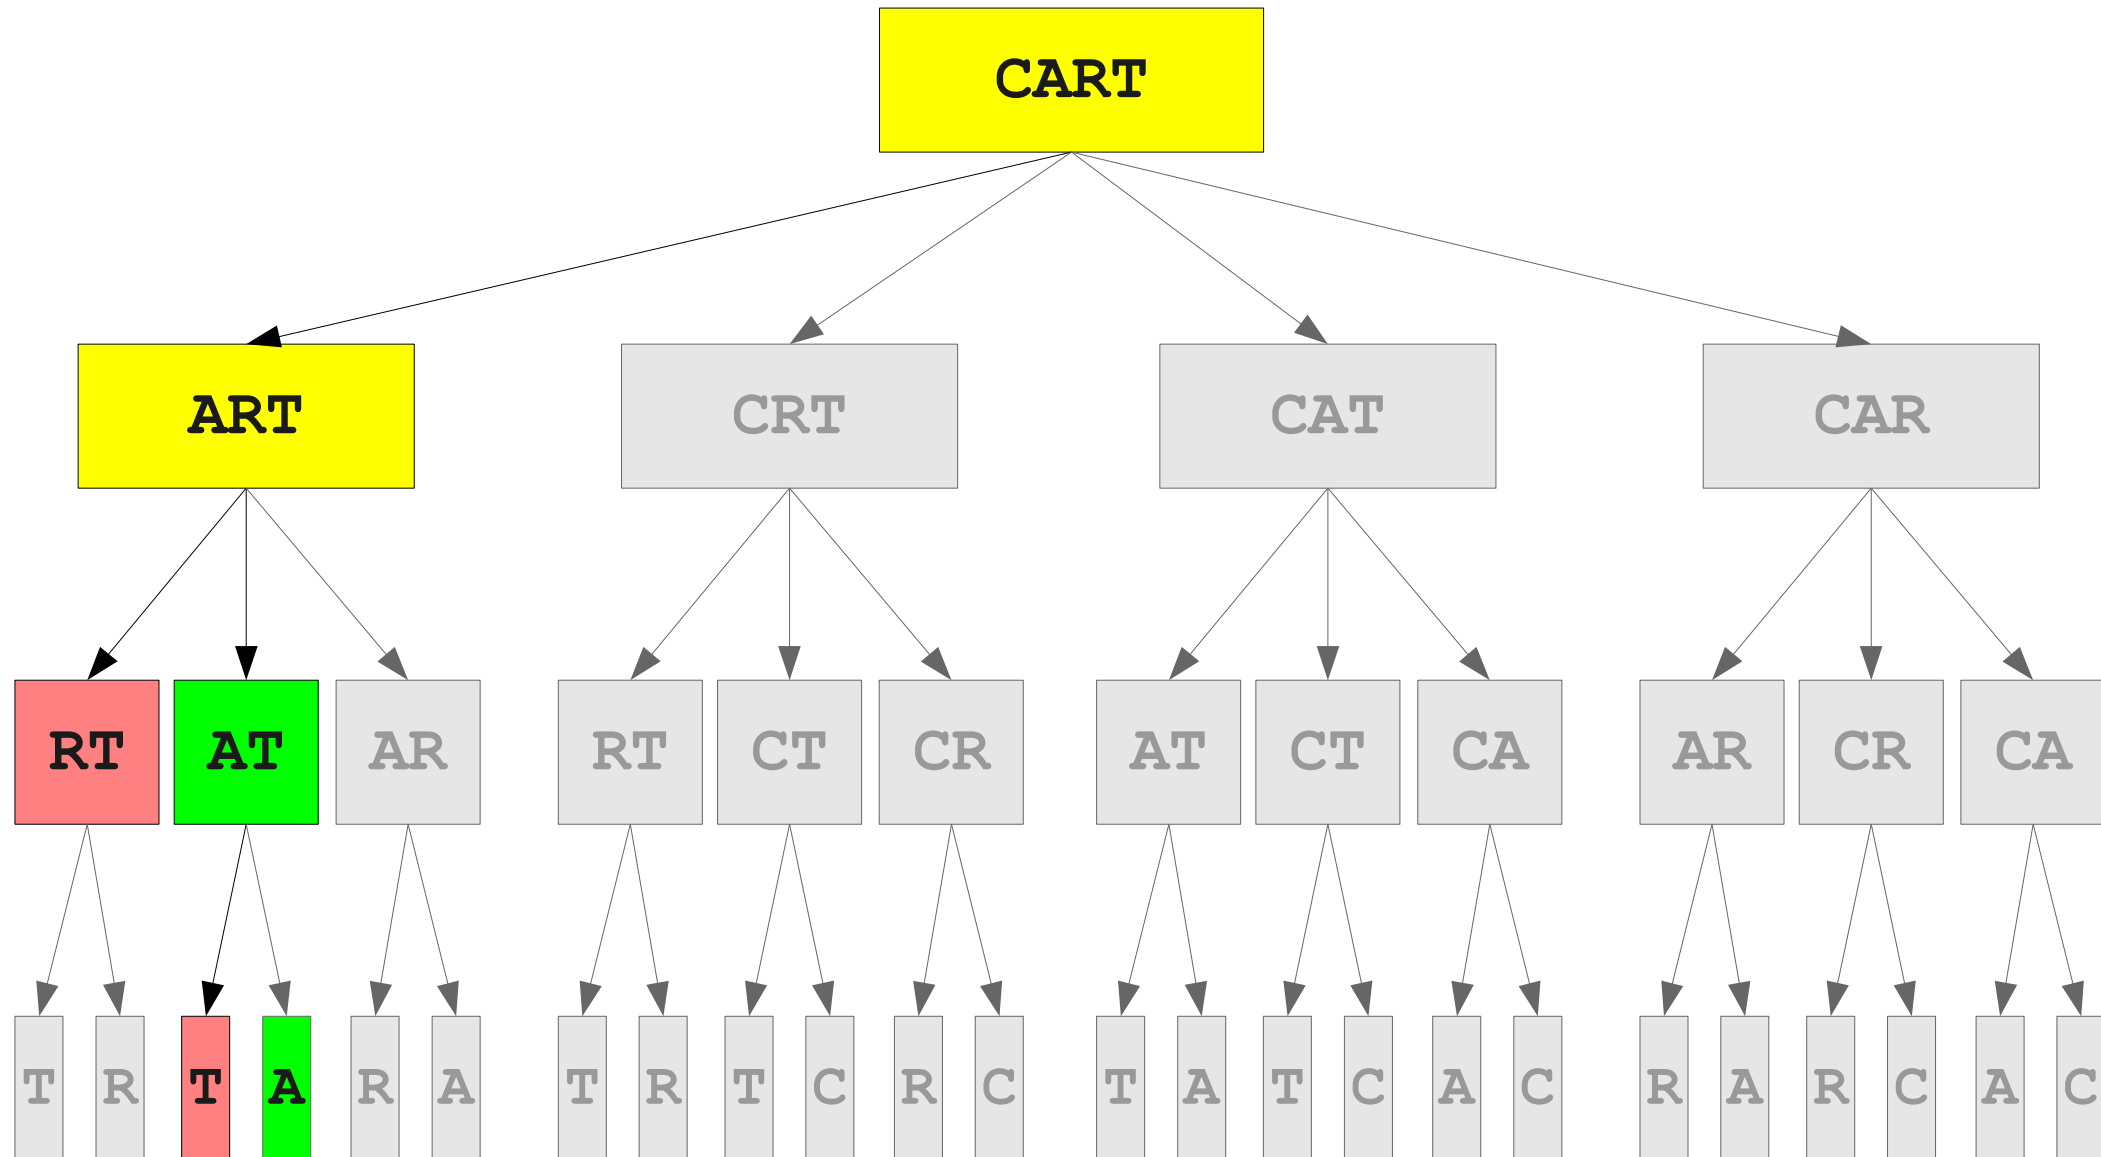 CART
ART CRT CAT CAR
RT AT AR RT CT CR AT CT CA AR CR CA
T R T A R A T R T C R C T A T C A C R A R C A C